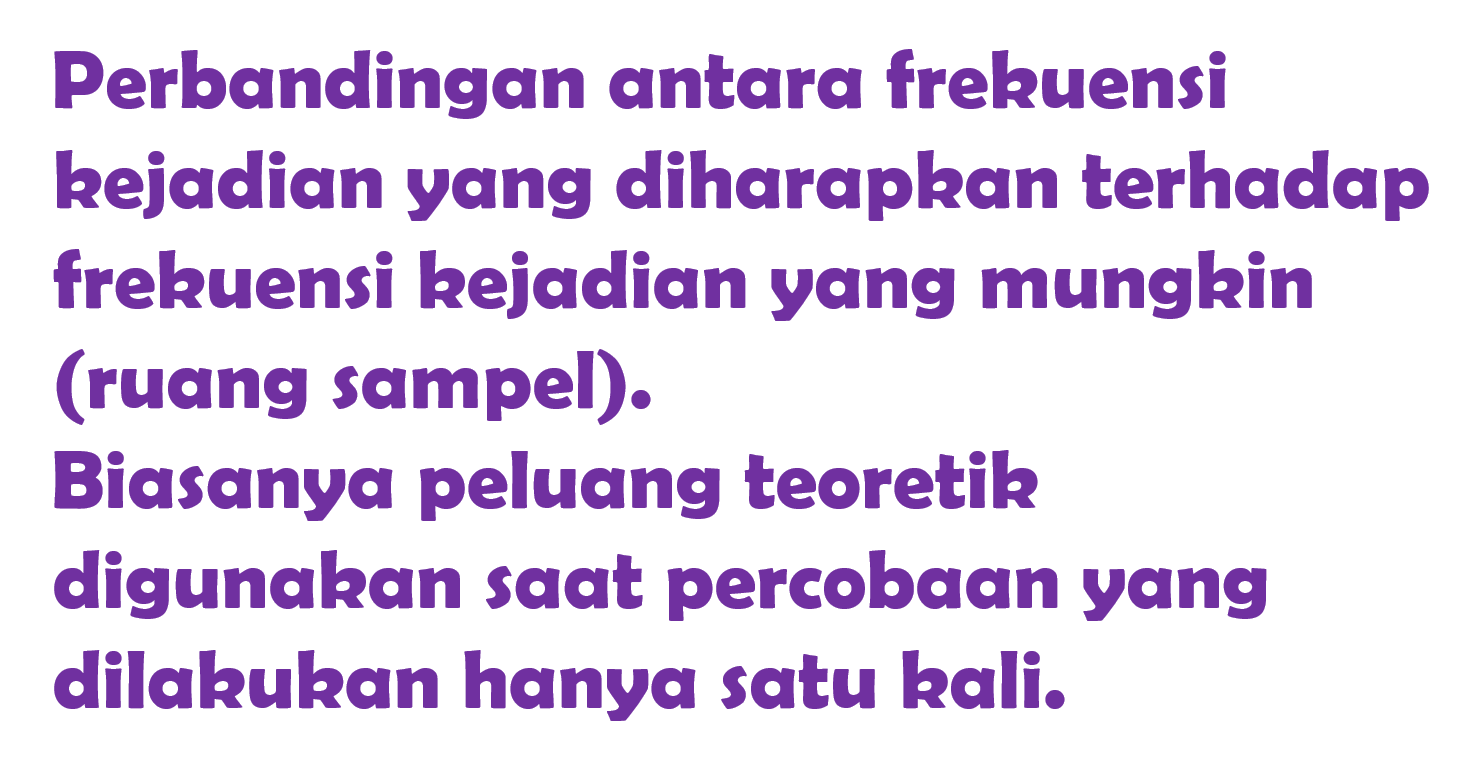 Perbandingan antara frekuensi
kejadian yang diharapkan terhadap
frekuensi kejadian yang mungkin
(ruang sampel).
Biasanya peluang teoretik
digunakan saat percobaan yang
dilakukan hanya satu kali.